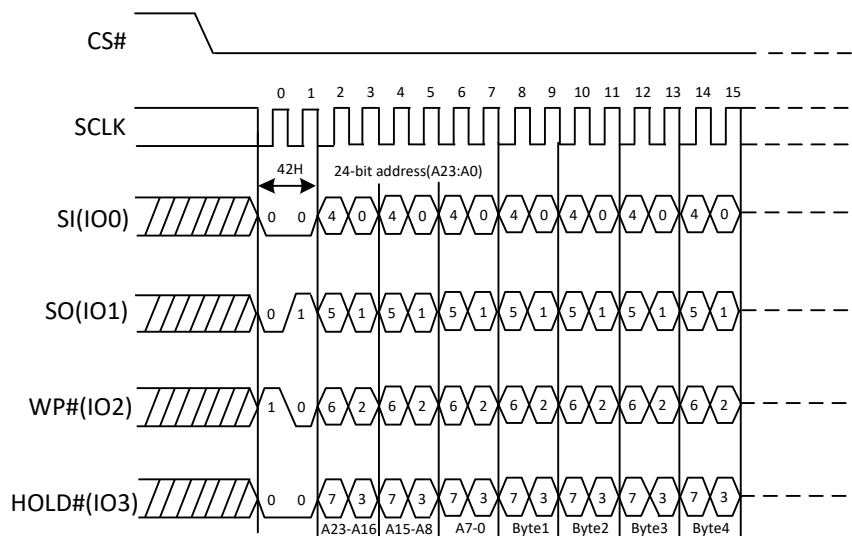 CS#
0 1 2 3 4 5 6 7 8 9 10 11 12 13 14 15
SCLK
42H 24-bit address(A23:A0)
SI(IO0) 0 0 4 0 4 0 4 0 4 0 4 0 4 0 4 0
SO(IO1) 0 1 5 1 5 1 5 1 5 1 5 1 5 1 5 1
WP#(IO2) 1 0 6 2 6 2 6 2 6 2 6 2 6 2 6 2
HOLD#(IO3) 0 0 7 3 7 3 7 3 7 3 7 3 7 3 7 3
A23-A16 A15-A8 A7-0 Byte1 Byte2 Byte3 Byte4